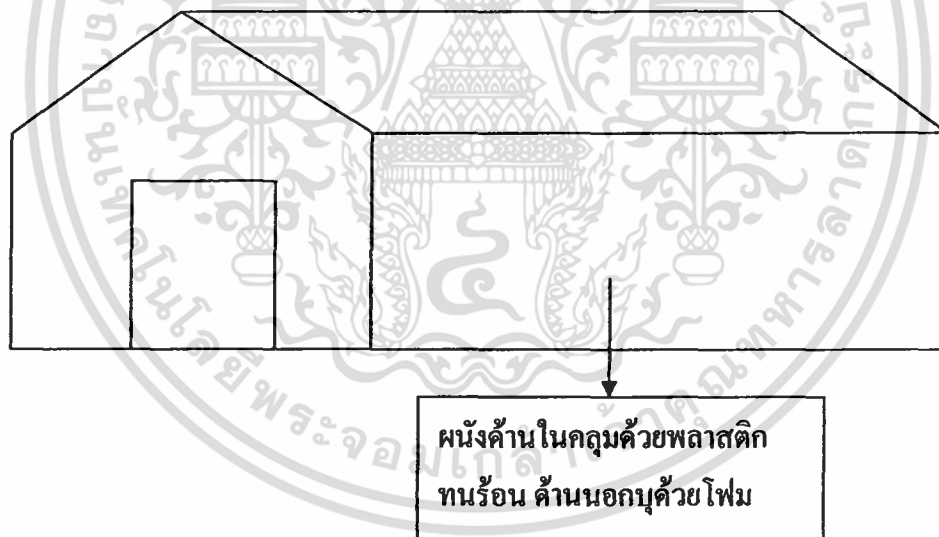 ผนังด้านในคลุมด้วยพลาสติก
ทนร้อน ด้านนอกบุด้วยโฟม